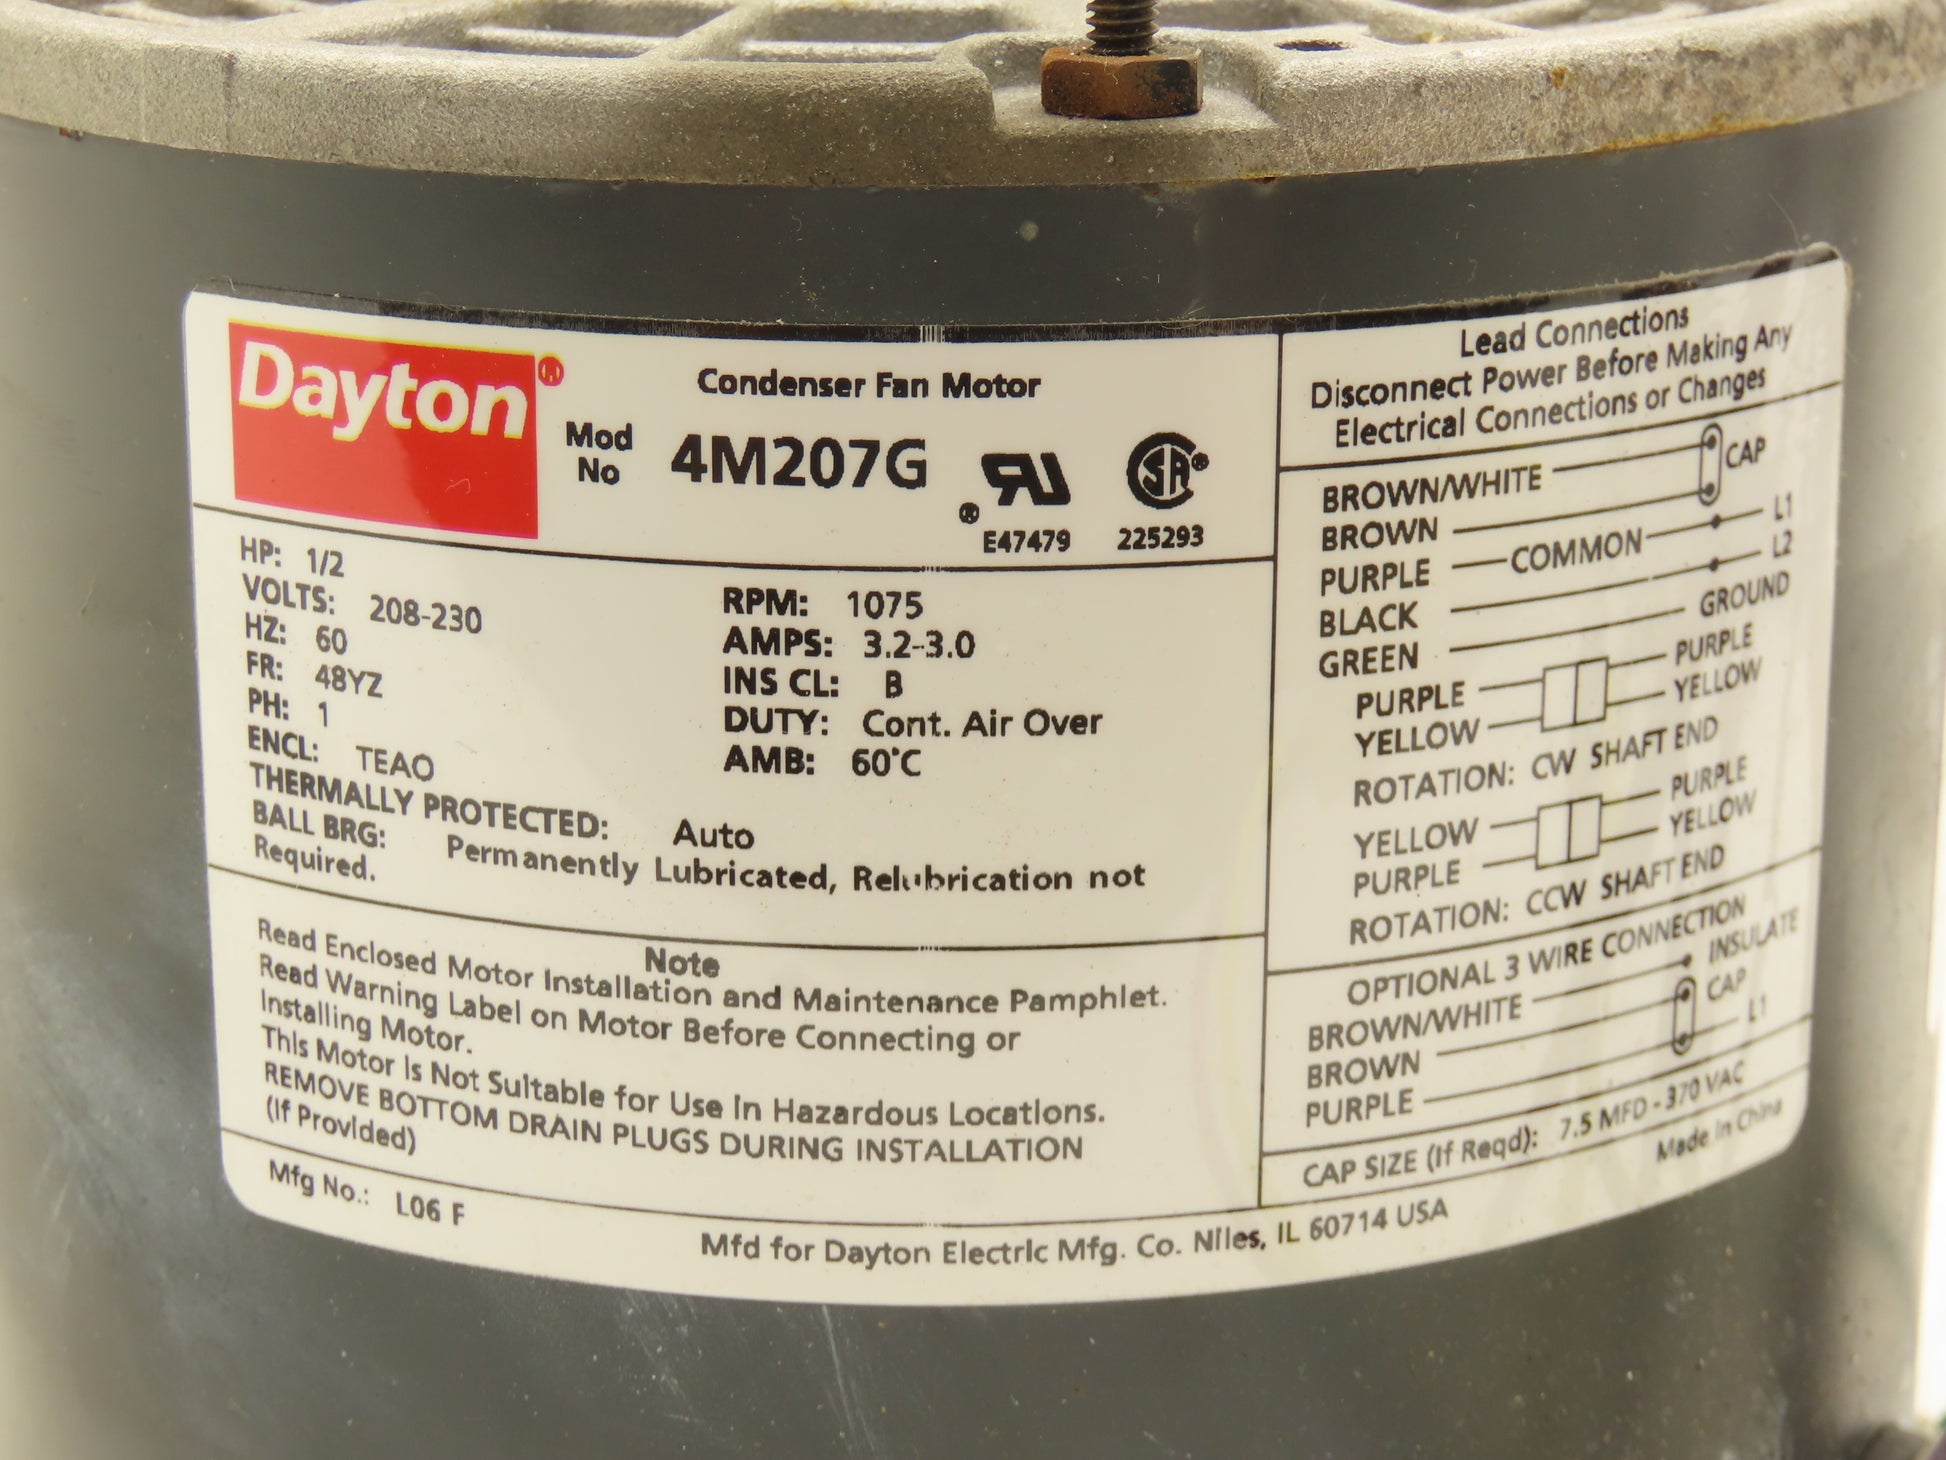 Dayton®
Condenser Fan Motor
Mod
No 4M207G
E47479
225293
HP: 1/2
VOLTS: 208-230
HZ: 60
FR: 48YZ
PH: 1
ENCL: TEAO
THERMALLY PROTECTED: Auto
BALL BRG: Permanently Lubricated, Relubrication not
Required.
RPM: 1075
AMPS: 3.2-3.0
INS CL: B
DUTY: Cont. Air Over
AMB: 60°C
Note
Read Enclosed Motor Installation and Maintenance Pamphlet.
Read Warning Label on Motor Before Connecting or
Installing Motor.
This Motor Is Not Suitable for Use in Hazardous Locations.
REMOVE BOTTOM DRAIN PLUGS DURING INSTALLATION
(If Provided)
Mfg No.: L06 F
Mfd for Dayton Electric Mfg. Co. Niles, IL 60714 USA
Lead Connections
Disconnect Power Before Making Any
Electrical Connections or Changes
BROWN/WHITE CAP
BROWN
PURPLE COMMON L1
BLACK L2
GREEN GROUND
PURPLE PURPLE
YELLOW YELLOW
ROTATION: CW SHAFT END
YELLOW PURPLE
PURPLE YELLOW
ROTATION: CCW SHAFT END
OPTIONAL 3 WIRE CONNECTION
BROWN/WHITE INSULATE
BROWN CAP
PURPLE L1
CAP SIZE (If Reqd): 7.5 MFD - 370 VAC
Made In China